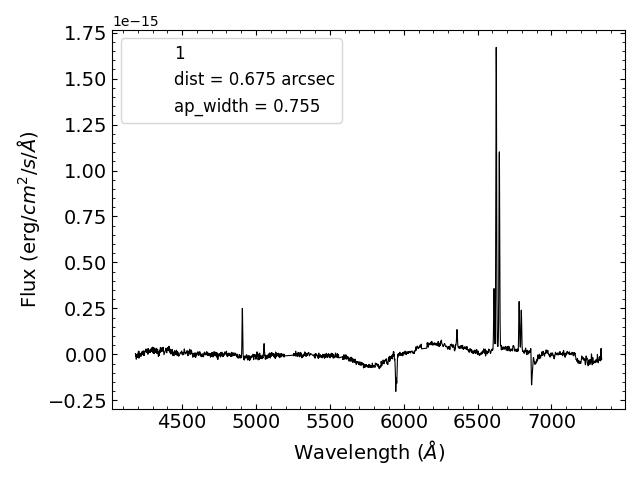 1e−15
1
dist = 0.675 arcsec
ap_width = 0.755
1.75
1.50
1.25
1.00
0.75
0.50
0.25
0.00
−0.25
Flux (erg/cm²/s/Å)
4500 5000 5500 6000 6500 7000
Wavelength (Å)